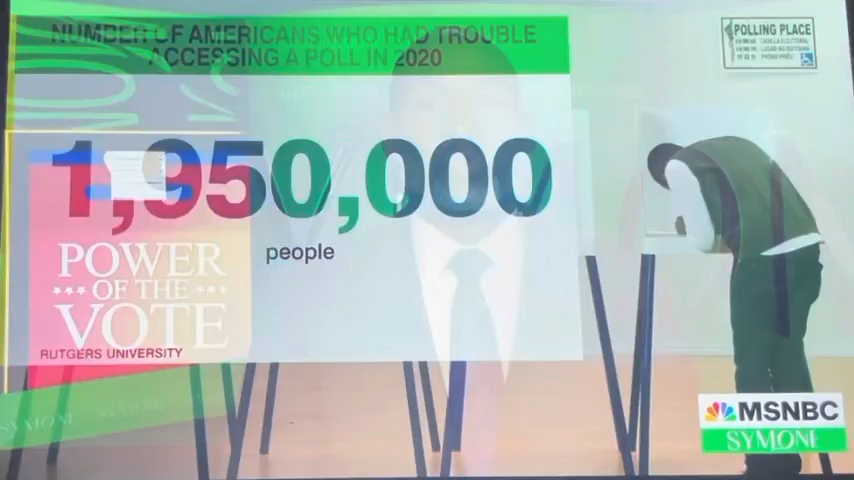 NUMBER OF AMERICANS WHO HAD TROUBLE
ACCESSING A POLL IN 2020
1,950,000
people
POWER
OF THE
VOTE
RUTGERS UNIVERSITY
POLLING PLACE
MSNBC
SYMONE
SYMONE